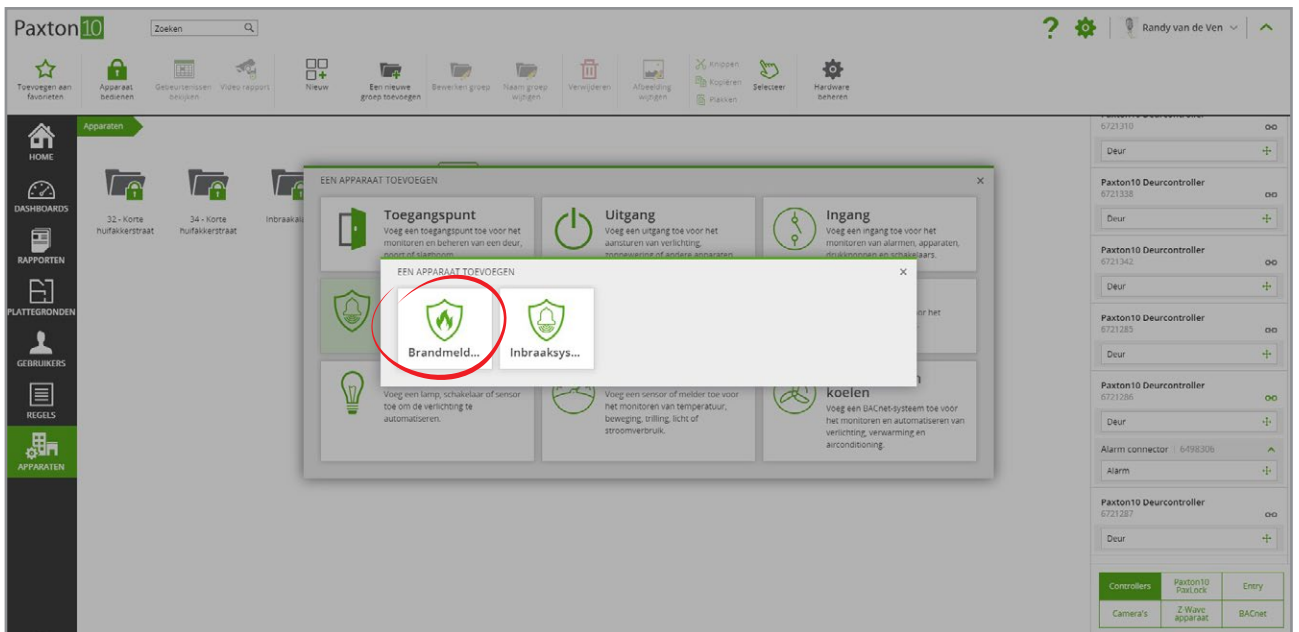 Paxton10
Zoeken
Randy van de Ven
Toevoegen aan
favorieten
Apparaat
bedienen
Gebeurtenissen
bekijken
Video rapport
Nieuw
Een nieuwe
groep toevoegen
Bewerken groep
Naam groep
wijzigen
Verwijderen
Afbeelding
wijzigen
Knippen
Kopiëren
Plakken
Selecteer
Hardware
beheren
HOME
DASHBOARDS
RAPPORTEN
PLATTEGRONDEN
GEBRUIKERS
REGELS
APPARATEN
Apparaten
32 - Korte
huifakkerstraat
34 - Korte
huifakkerstraat
EEN APPARAAT TOEVOEGEN
Toegangspunt
Voeg een toegangspunt toe voor het
monitoren en beheren van een deur,
poort of slagboom.
Uitgang
Voeg een uitgang toe voor het
aansturen van verlichting,
zonnewering of andere apparaten.
Ingang
Voeg een ingang toe voor het
monitoren van alarmen, apparaten,
drukknoppen en schakelaars.
EEN APPARAAT TOEVOEGEN
Brandmeld...
Inbraaksys...
or het
Voeg een lamp, schakelaar of sensor
toe om de verlichting te
automatiseren.
Voeg een sensor of melder toe voor
het monitoren van temperatuur,
beweging, trilling, licht of
stroomverbruik.
koelen
Voeg een BACnet-systeem toe voor
het monitoren en automatiseren van
verlichting, verwarming en
airconditioning.
Paxton10 Deurcontroller
6721310
Deur
Paxton10 Deurcontroller
6721338
Deur
Paxton10 Deurcontroller
6721342
Deur
Paxton10 Deurcontroller
6721285
Deur
Paxton10 Deurcontroller
6721286
Deur
Alarm connector | 6498306
Alarm
Paxton10 Deurcontroller
6721287
Deur
Controllers
Paxton10
PaxLock
Entry
Camera's
Z-Wave
apparaat
BACnet